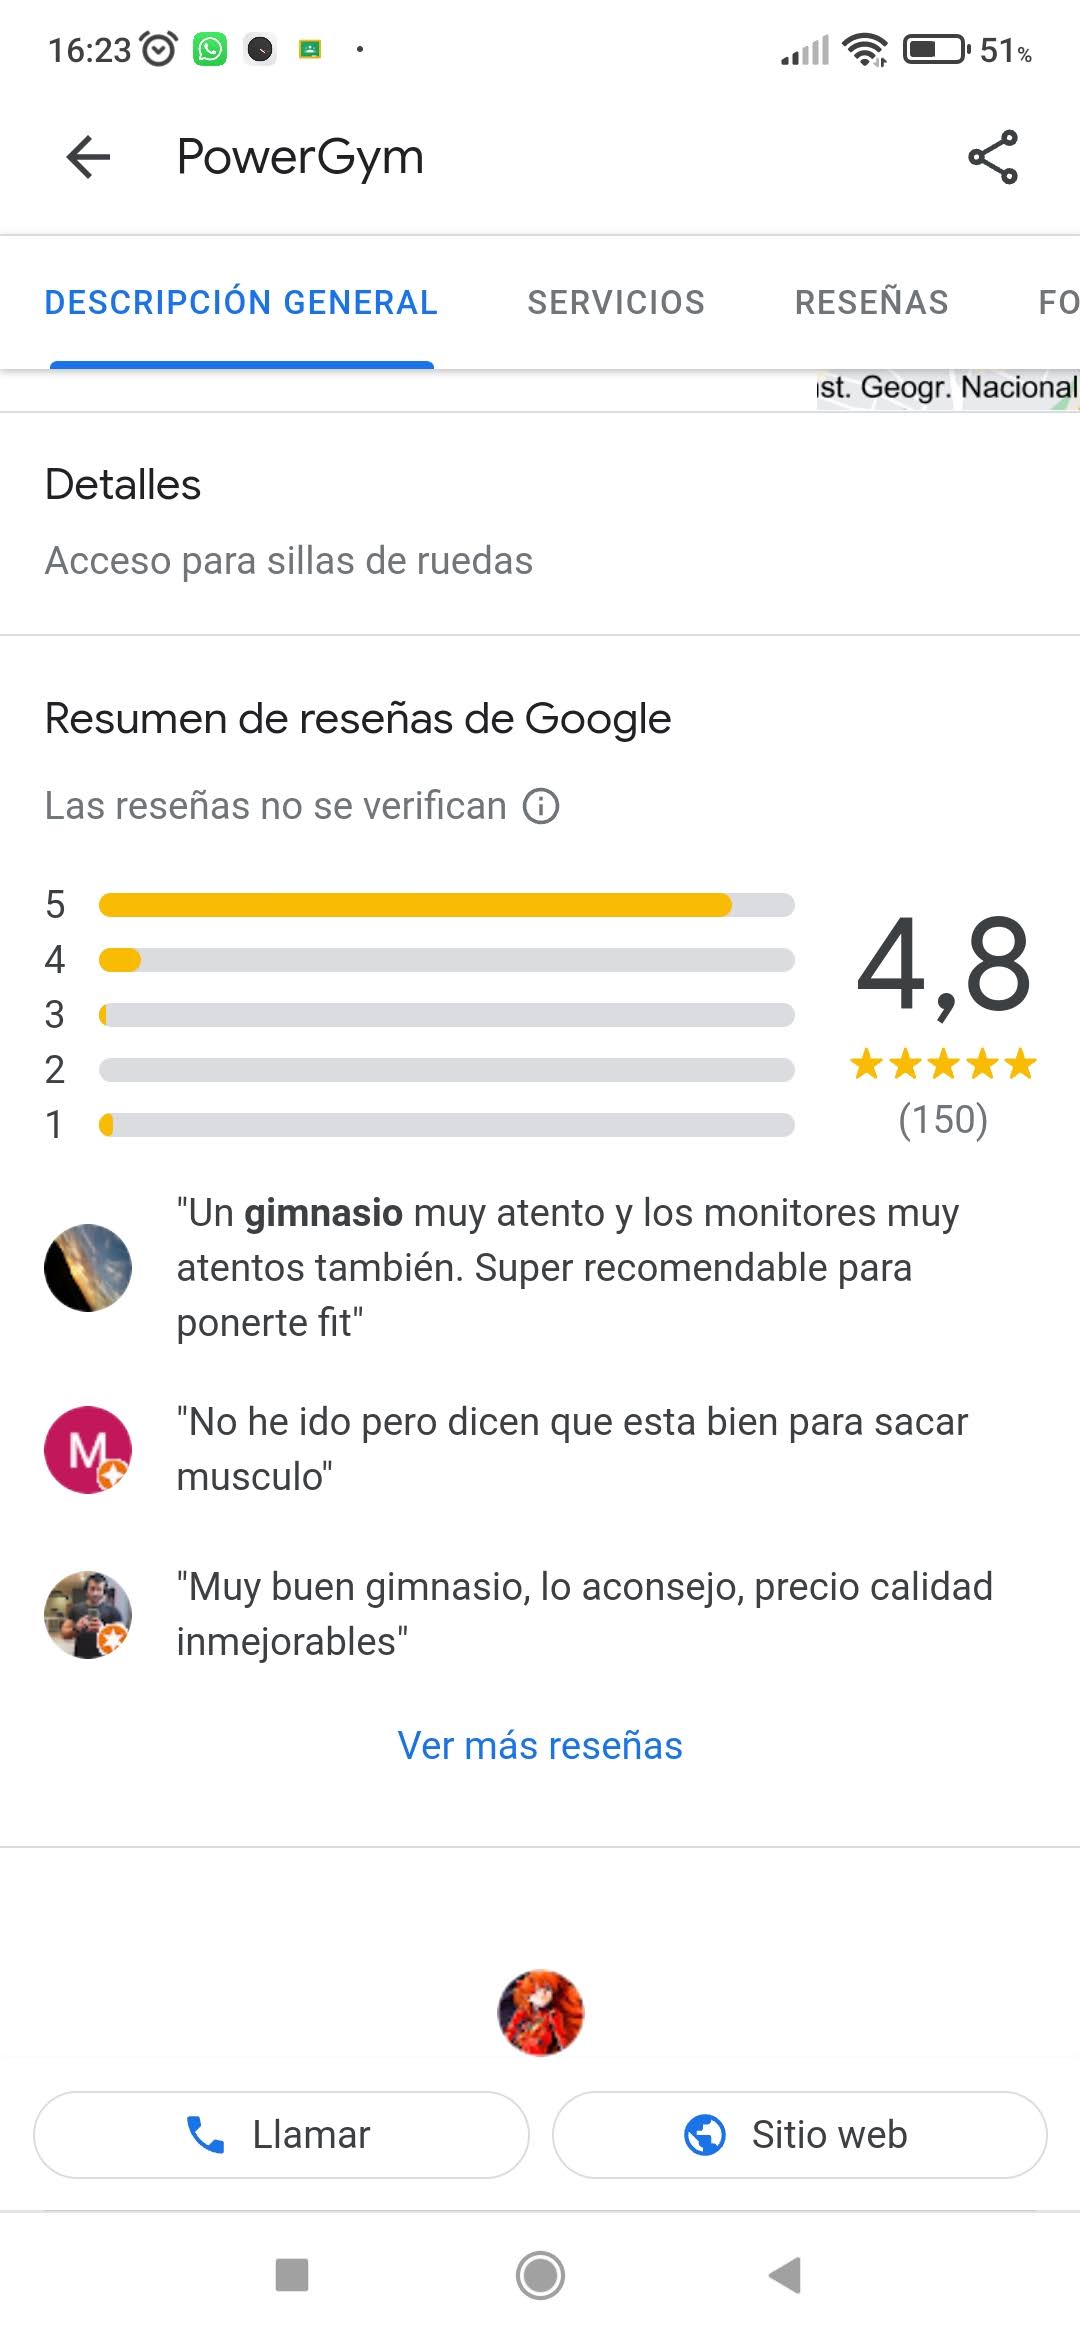 16:23
51%
PowerGym
DESCRIPCIÓN GENERAL SERVICIOS RESEÑAS FO
st. Geogr. Nacional
Detalles
Acceso para sillas de ruedas
Resumen de reseñas de Google
Las reseñas no se verifican
5
4
3
2
1
4,8
(150)
"Un gimnasio muy atento y los monitores muy
atentos también. Super recomendable para
ponerte fit"
M
"No he ido pero dicen que esta bien para sacar
musculo"
"Muy buen gimnasio, lo aconsejo, precio calidad
inmejorables"
Ver más reseñas
Llamar
Sitio web